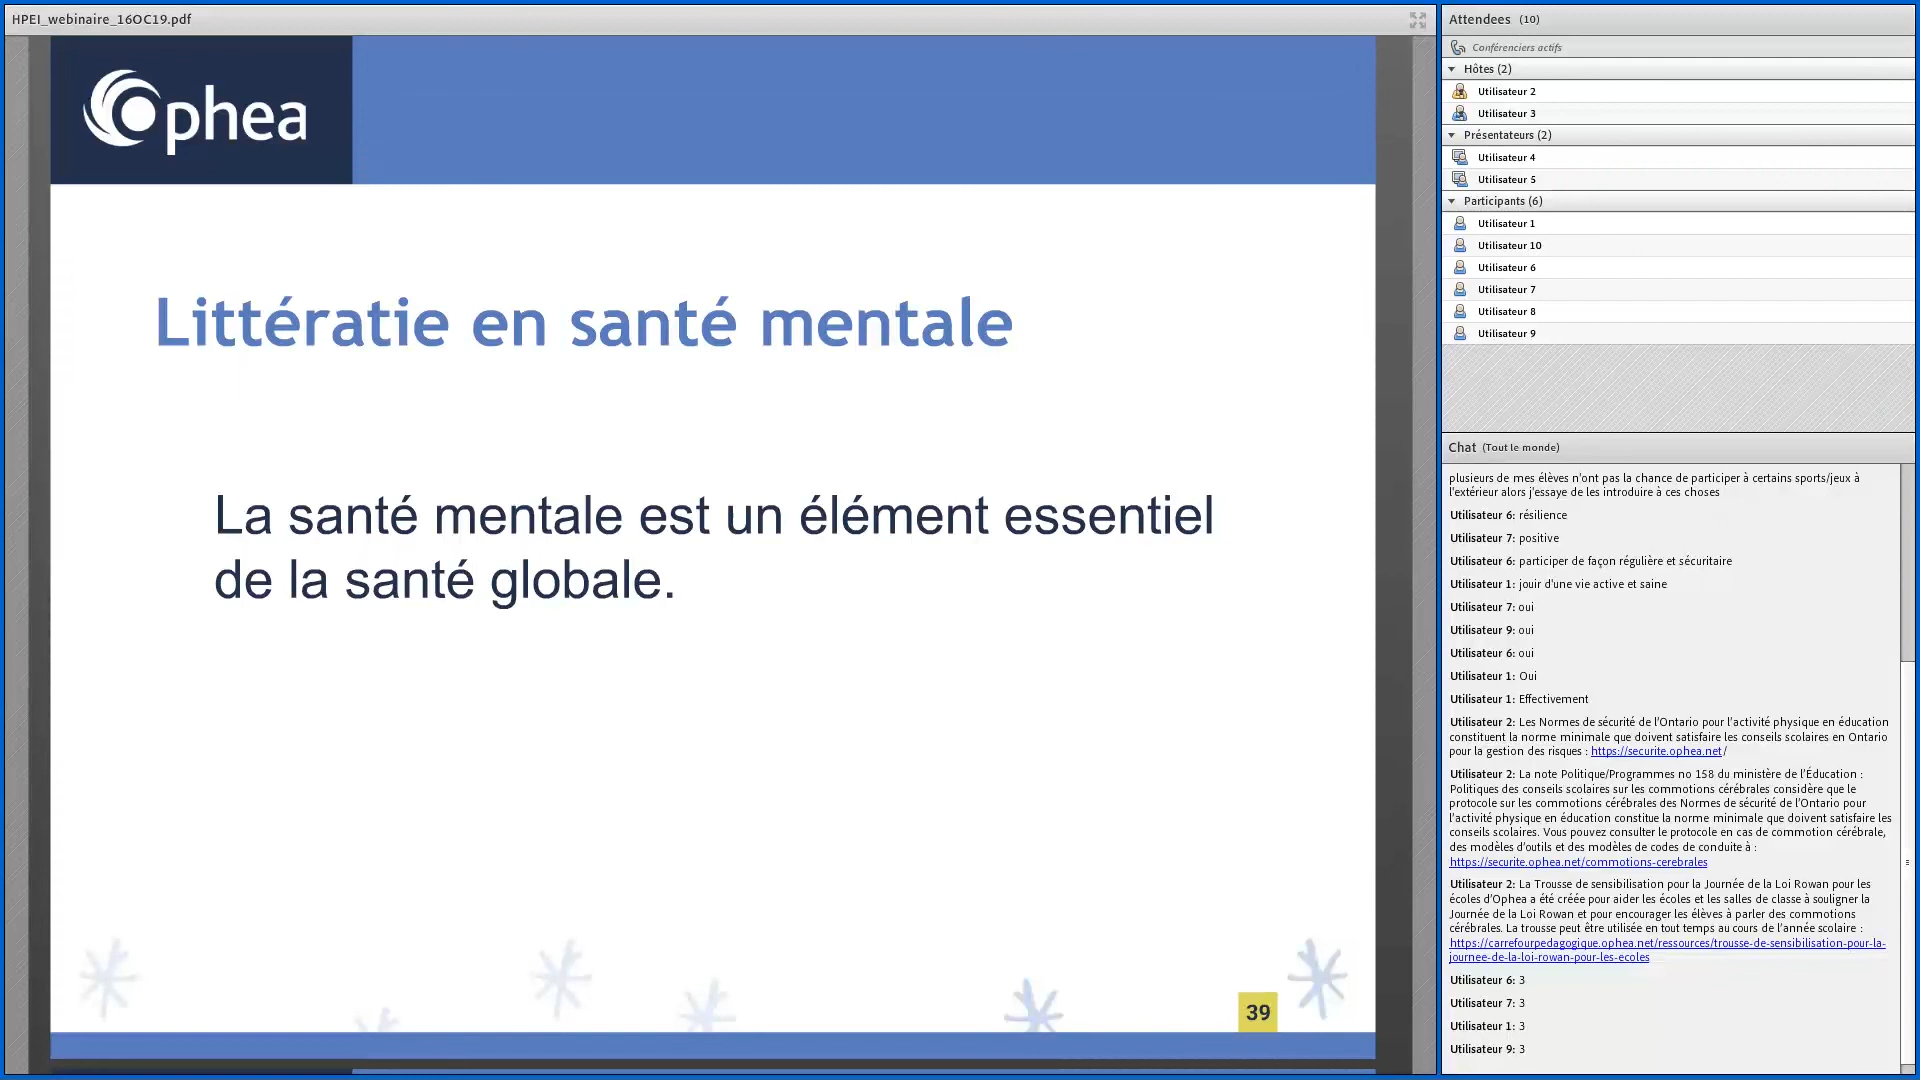 HPEI_webinaire_16OC19.pdf
Ophea
Littératie en santé mentale
La santé mentale est un élément essentiel
de la santé globale.
39
Attendees (10)
Conférenciers actifs
Hôtes (2)
Utilisateur 2
Utilisateur 3
Présentateurs (2)
Utilisateur 4
Utilisateur 5
Participants (6)
Utilisateur 1
Utilisateur 10
Utilisateur 6
Utilisateur 7
Utilisateur 8
Utilisateur 9
Chat (Tout le monde)
plusieurs de mes élèves n'ont pas la chance de participer à certains sports/jeux à
l'extérieur alors j'essaye de les introduire à ces choses
Utilisateur 6: résilience
Utilisateur 7: positive
Utilisateur 6: participer de façon régulière et sécuritaire
Utilisateur 1: jouir d'une vie active et saine
Utilisateur 7: oui
Utilisateur 9: oui
Utilisateur 6: oui
Utilisateur 1: Oui
Utilisateur 1: Effectivement
Utilisateur 2: Les Normes de sécurité de l'Ontario pour l'activité physique en éducation
constituent la norme minimale que doivent satisfaire les conseils scolaires en Ontario
pour la gestion des risques : https://securite.ophea.net/
Utilisateur 2: La note Politique/Programmes no 158 du ministère de l'Éducation :
Politiques des conseils scolaires sur les commotions cérébrales considère que le
protocole sur les commotions cérébrales des Normes de sécurité de l'Ontario pour
l'activité physique en éducation constitue la norme minimale que doivent satisfaire les
conseils scolaires. Vous pouvez consulter le protocole en cas de commotion cérébrale,
des modèles d'outils et des modèles de codes de conduite à :
https://securite.ophea.net/commotions-cerebrales
Utilisateur 2: La Trousse de sensibilisation pour la Journée de la Loi Rowan pour les
écoles d'Ophea a été créée pour aider les écoles et les salles de classe à souligner la
Journée de la Loi Rowan et pour encourager les élèves à parler des commotions
cérébrales. La trousse peut être utilisée en tout temps au cours de l'année scolaire :
https://carrefourpedagogique.ophea.net/ressources/trousse-de-sensibilisation-pour-la-
journee-de-la-loi-rowan-pour-les-ecoles
Utilisateur 6: 3
Utilisateur 7: 3
Utilisateur 1: 3
Utilisateur 9: 3